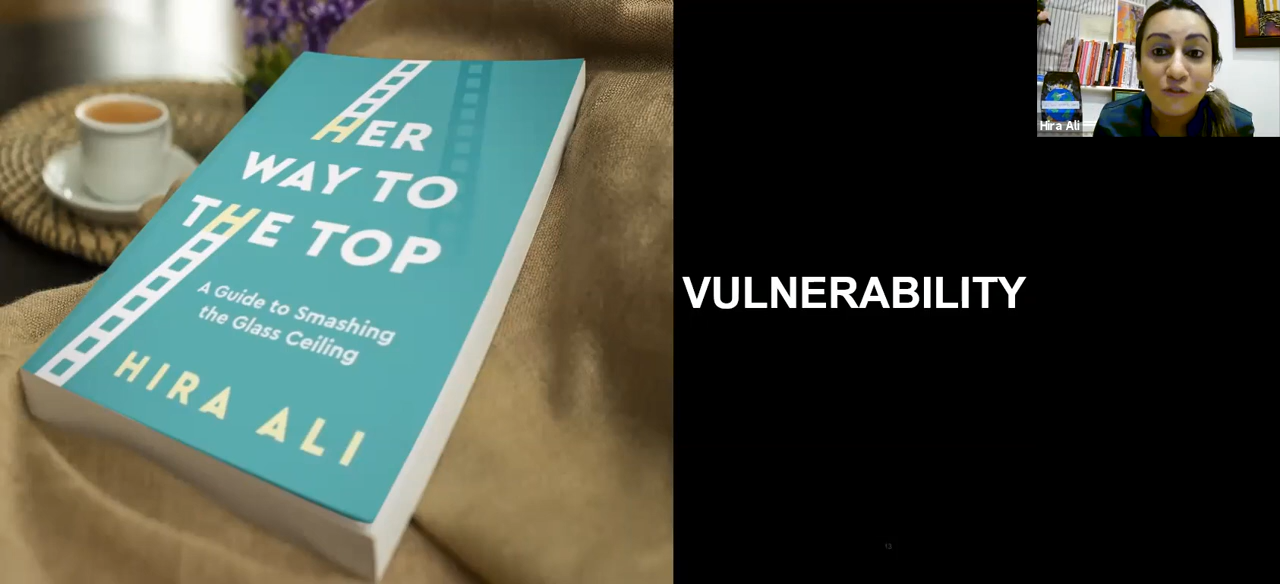 HER
WAY TO
THE TOP
A Guide to Smashing
the Glass Ceiling
HIRA ALI
VULNERABILITY
Hira Ali